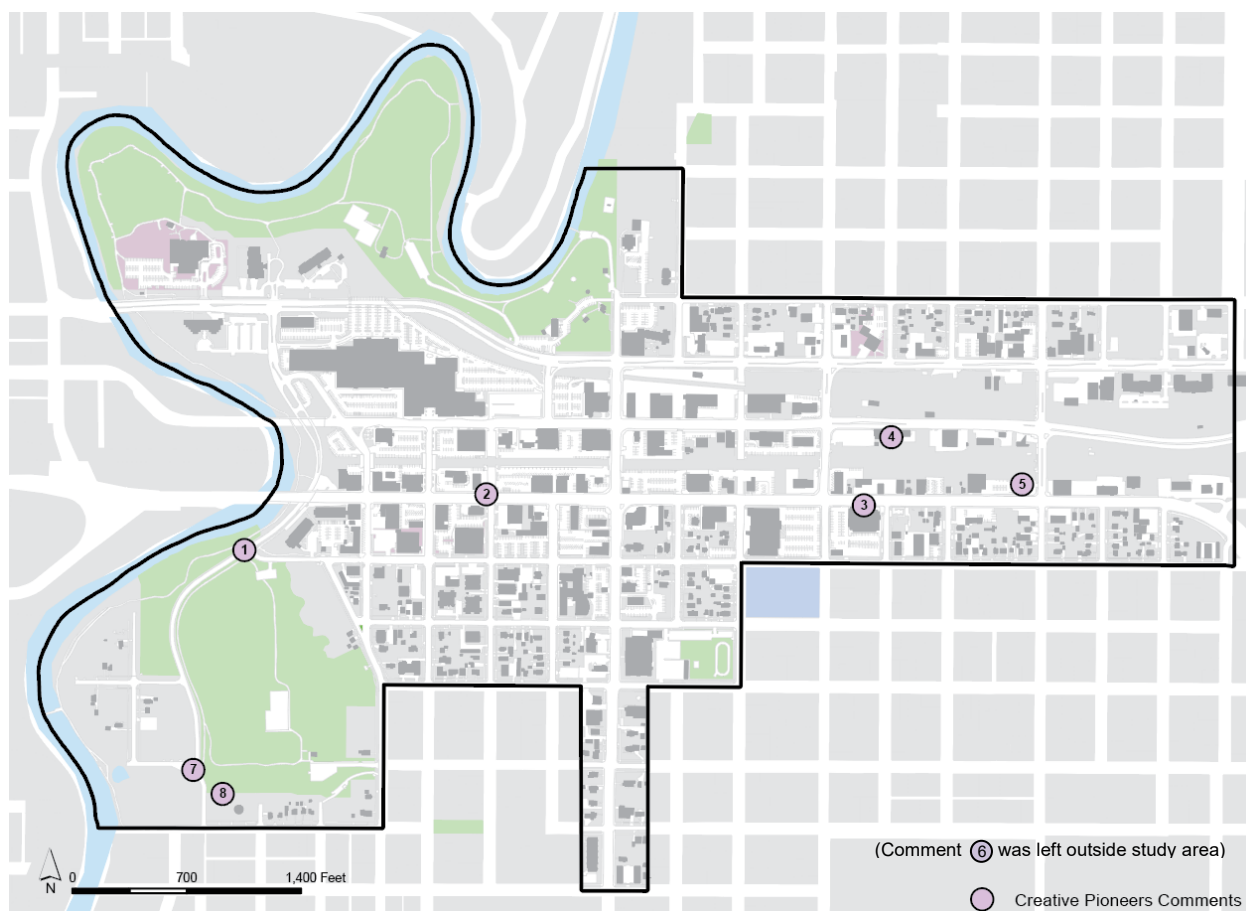 4
2
5
3
1
7
8
(Comment 6 was left outside study area)
N
0 700 1,400 Feet
Creative Pioneers Comments